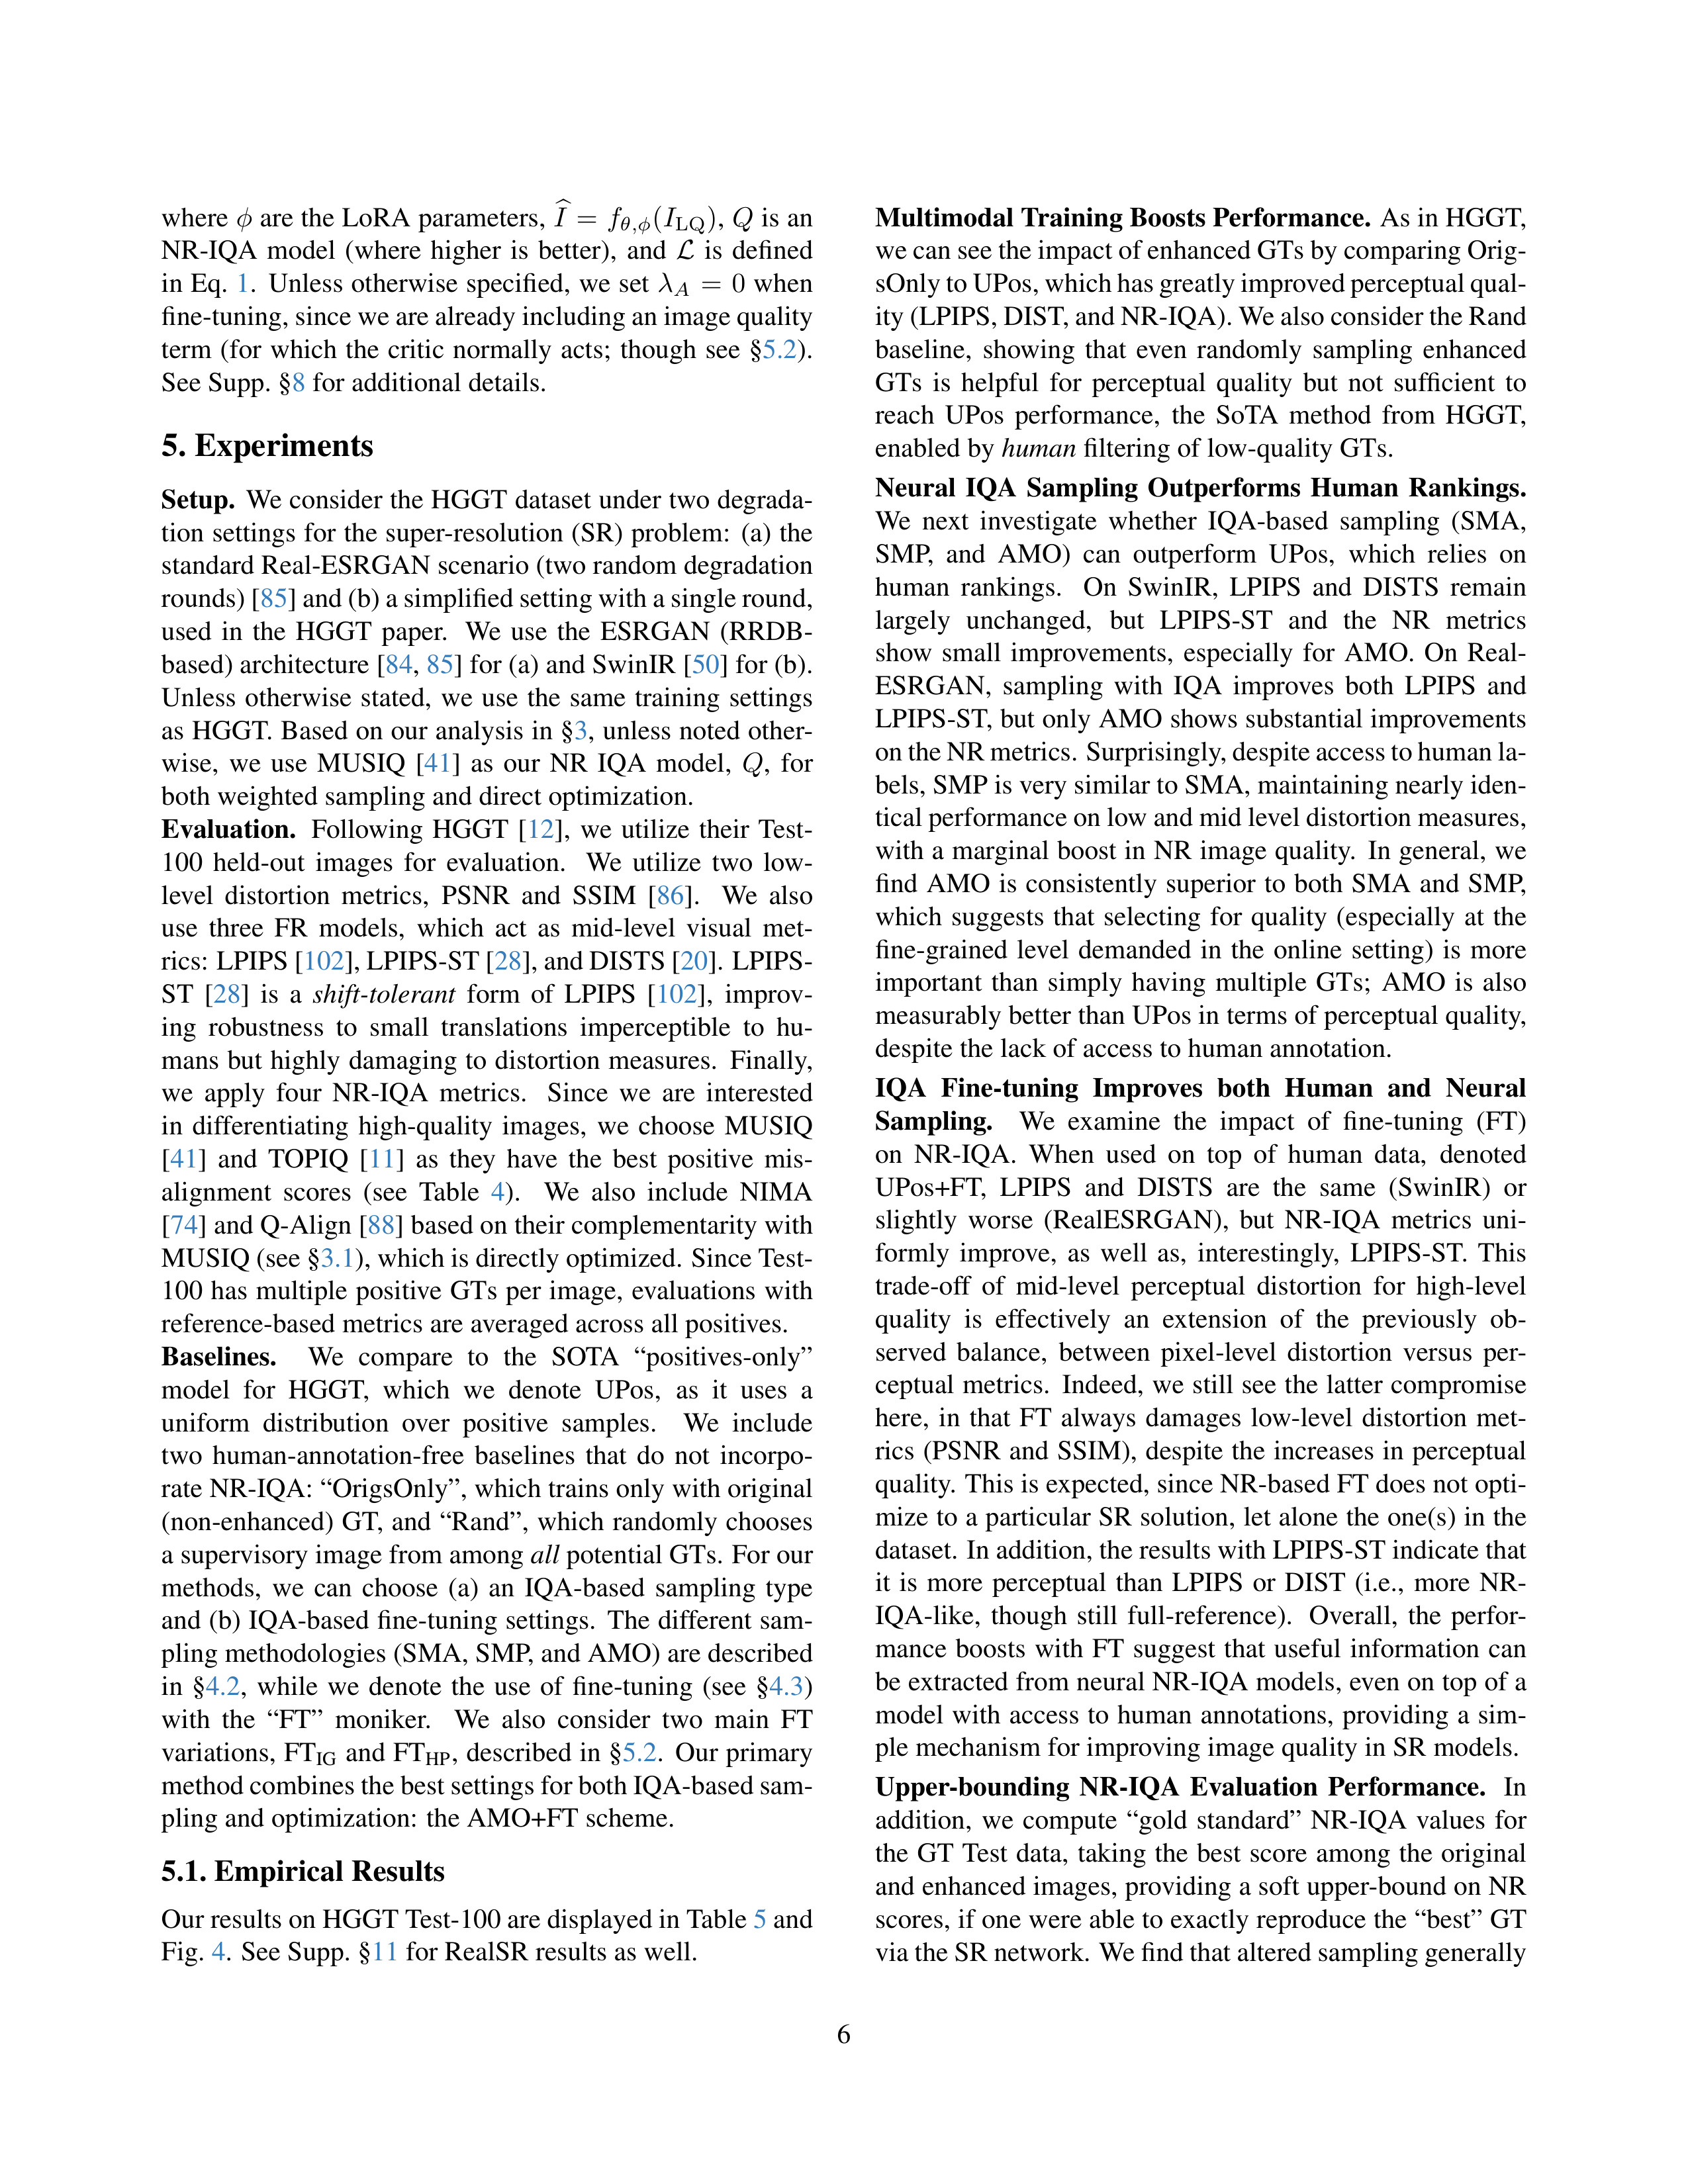 where ϕ are the LoRA parameters, Î = f_{θ,ϕ}(I_LQ), Q is an
NR-IQA model (where higher is better), and ℒ is defined
in Eq. 1. Unless otherwise specified, we set λ_A = 0 when
fine-tuning, since we are already including an image quality
term (for which the critic normally acts; though see §5.2).
See Supp. §8 for additional details.
5. Experiments
Setup. We consider the HGGT dataset under two degrada-
tion settings for the super-resolution (SR) problem: (a) the
standard Real-ESRGAN scenario (two random degradation
rounds) [85] and (b) a simplified setting with a single round,
used in the HGGT paper. We use the ESRGAN (RRDB-
based) architecture [84, 85] for (a) and SwinIR [50] for (b).
Unless otherwise stated, we use the same training settings
as HGGT. Based on our analysis in §3, unless noted other-
wise, we use MUSIQ [41] as our NR IQA model, Q, for
both weighted sampling and direct optimization.
Evaluation. Following HGGT [12], we utilize their Test-
100 held-out images for evaluation. We utilize two low-
level distortion metrics, PSNR and SSIM [86]. We also
use three FR models, which act as mid-level visual met-
rics: LPIPS [102], LPIPS-ST [28], and DISTS [20]. LPIPS-
ST [28] is a shift-tolerant form of LPIPS [102], improv-
ing robustness to small translations imperceptible to hu-
mans but highly damaging to distortion measures. Finally,
we apply four NR-IQA metrics. Since we are interested
in differentiating high-quality images, we choose MUSIQ
[41] and TOPIQ [11] as they have the best positive mis-
alignment scores (see Table 4). We also include NIMA
[74] and Q-Align [88] based on their complementarity with
MUSIQ (see §3.1), which is directly optimized. Since Test-
100 has multiple positive GTs per image, evaluations with
reference-based metrics are averaged across all positives.
Baselines. We compare to the SOTA “positives-only”
model for HGGT, which we denote UPos, as it uses a
uniform distribution over positive samples. We include
two human-annotation-free baselines that do not incorpo-
rate NR-IQA: “OrigsOnly”, which trains only with original
(non-enhanced) GT, and “Rand”, which randomly chooses
a supervisory image from among all potential GTs. For our
methods, we can choose (a) an IQA-based sampling type
and (b) IQA-based fine-tuning settings. The different sam-
pling methodologies (SMA, SMP, and AMO) are described
in §4.2, while we denote the use of fine-tuning (see §4.3)
with the “FT” moniker. We also consider two main FT
variations, FT_IG and FT_HP, described in §5.2. Our primary
method combines the best settings for both IQA-based sam-
pling and optimization: the AMO+FT scheme.
5.1. Empirical Results
Our results on HGGT Test-100 are displayed in Table 5 and
Fig. 4. See Supp. §11 for RealSR results as well.
Multimodal Training Boosts Performance. As in HGGT,
we can see the impact of enhanced GTs by comparing Orig-
sOnly to UPos, which has greatly improved perceptual qual-
ity (LPIPS, DIST, and NR-IQA). We also consider the Rand
baseline, showing that even randomly sampling enhanced
GTs is helpful for perceptual quality but not sufficient to
reach UPos performance, the SoTA method from HGGT,
enabled by human filtering of low-quality GTs.
Neural IQA Sampling Outperforms Human Rankings.
We next investigate whether IQA-based sampling (SMA,
SMP, and AMO) can outperform UPos, which relies on
human rankings. On SwinIR, LPIPS and DISTS remain
largely unchanged, but LPIPS-ST and the NR metrics
show small improvements, especially for AMO. On Real-
ESRGAN, sampling with IQA improves both LPIPS and
LPIPS-ST, but only AMO shows substantial improvements
on the NR metrics. Surprisingly, despite access to human la-
bels, SMP is very similar to SMA, maintaining nearly iden-
tical performance on low and mid level distortion measures,
with a marginal boost in NR image quality. In general, we
find AMO is consistently superior to both SMA and SMP,
which suggests that selecting for quality (especially at the
fine-grained level demanded in the online setting) is more
important than simply having multiple GTs; AMO is also
measurably better than UPos in terms of perceptual quality,
despite the lack of access to human annotation.
IQA Fine-tuning Improves both Human and Neural
Sampling. We examine the impact of fine-tuning (FT)
on NR-IQA. When used on top of human data, denoted
UPos+FT, LPIPS and DISTS are the same (SwinIR) or
slightly worse (RealESRGAN), but NR-IQA metrics uni-
formly improve, as well as, interestingly, LPIPS-ST. This
trade-off of mid-level perceptual distortion for high-level
quality is effectively an extension of the previously ob-
served balance, between pixel-level distortion versus per-
ceptual metrics. Indeed, we still see the latter compromise
here, in that FT always damages low-level distortion met-
rics (PSNR and SSIM), despite the increases in perceptual
quality. This is expected, since NR-based FT does not opti-
mize to a particular SR solution, let alone the one(s) in the
dataset. In addition, the results with LPIPS-ST indicate that
it is more perceptual than LPIPS or DIST (i.e., more NR-
IQA-like, though still full-reference). Overall, the perfor-
mance boosts with FT suggest that useful information can
be extracted from neural NR-IQA models, even on top of a
model with access to human annotations, providing a sim-
ple mechanism for improving image quality in SR models.
Upper-bounding NR-IQA Evaluation Performance. In
addition, we compute “gold standard” NR-IQA values for
the GT Test data, taking the best score among the original
and enhanced images, providing a soft upper-bound on NR
scores, if one were able to exactly reproduce the “best” GT
via the SR network. We find that altered sampling generally
6